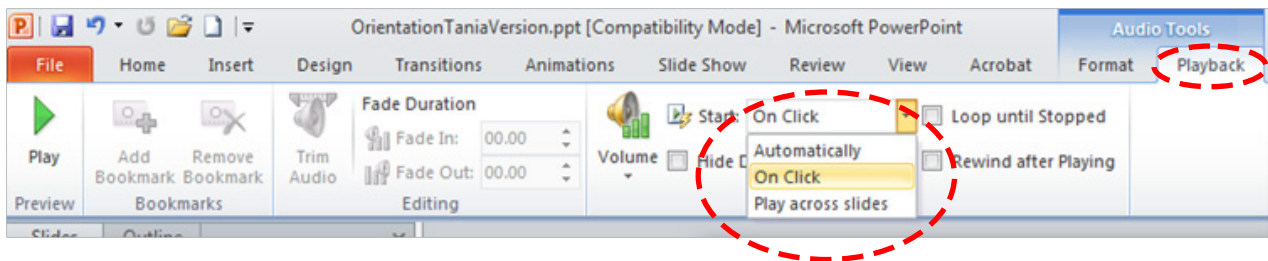 OrientationTaniaVersion.ppt [Compatibility Mode] - Microsoft PowerPoint
Audio Tools
File Home Insert Design Transitions Animations Slide Show Review View Acrobat Format Playback
Play
Preview
Add Bookmark
Remove Bookmark
Bookmarks
Trim Audio
Fade Duration
Fade In: 00.00
Fade Out: 00.00
Editing
Volume
Start: On Click
Hide D
Automatically
On Click
Play across slides
Loop until Stopped
Rewind after Playing
Slides Outline